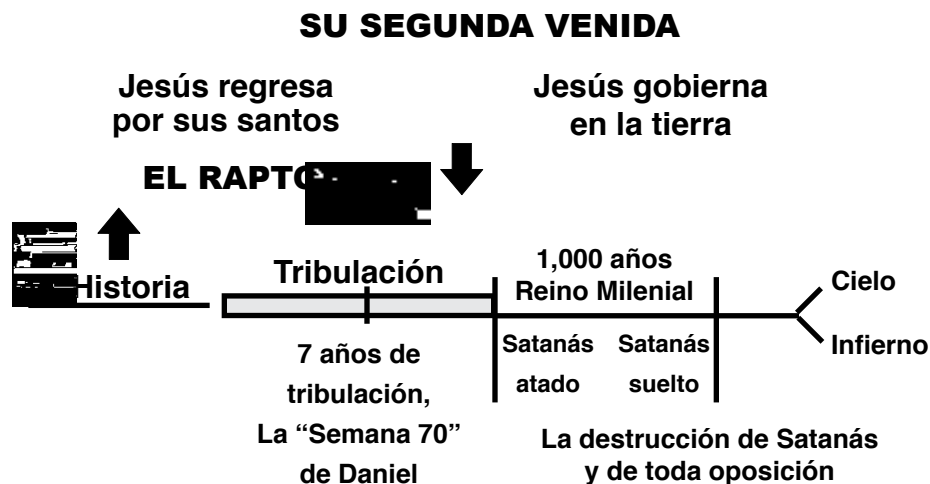 SU SEGUNDA VENIDA
Jesús regresa
por sus santos
Jesús gobierna
en la tierra
EL RAPTO
Historia
Tribulación
1,000 años
Reino Milenial
Cielo
Infierno
Satanás
atado
Satanás
suelto
7 años de
tribulación,
La “Semana 70”
de Daniel
La destrucción de Satanás
y de toda oposición